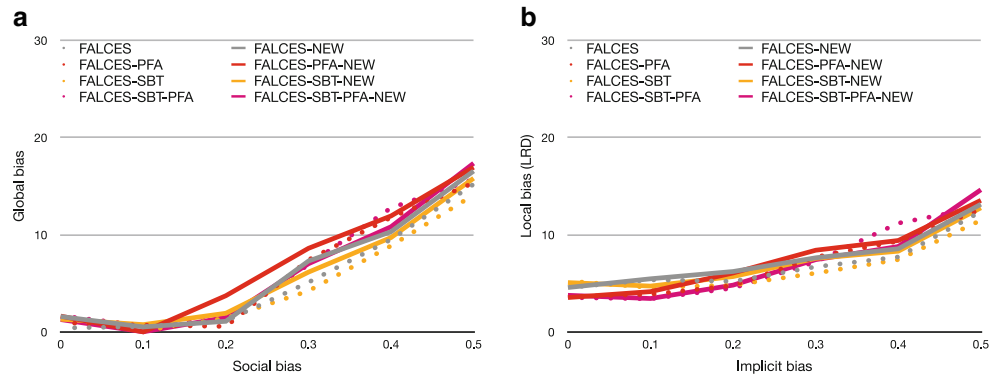 a
30
FALCES
FALCES-NEW
FALCES-PFA
FALCES-PFA-NEW
FALCES-SBT
FALCES-SBT-NEW
FALCES-SBT-PFA
FALCES-SBT-PFA-NEW
20
Global bias
10
0
0 0.1 0.2 0.3 0.4 0.5
Social bias
b
30
FALCES
FALCES-NEW
FALCES-PFA
FALCES-PFA-NEW
FALCES-SBT
FALCES-SBT-NEW
FALCES-SBT-PFA
FALCES-SBT-PFA-NEW
20
Local bias (LRD)
10
0
0 0.1 0.2 0.3 0.4 0.5
Implicit bias